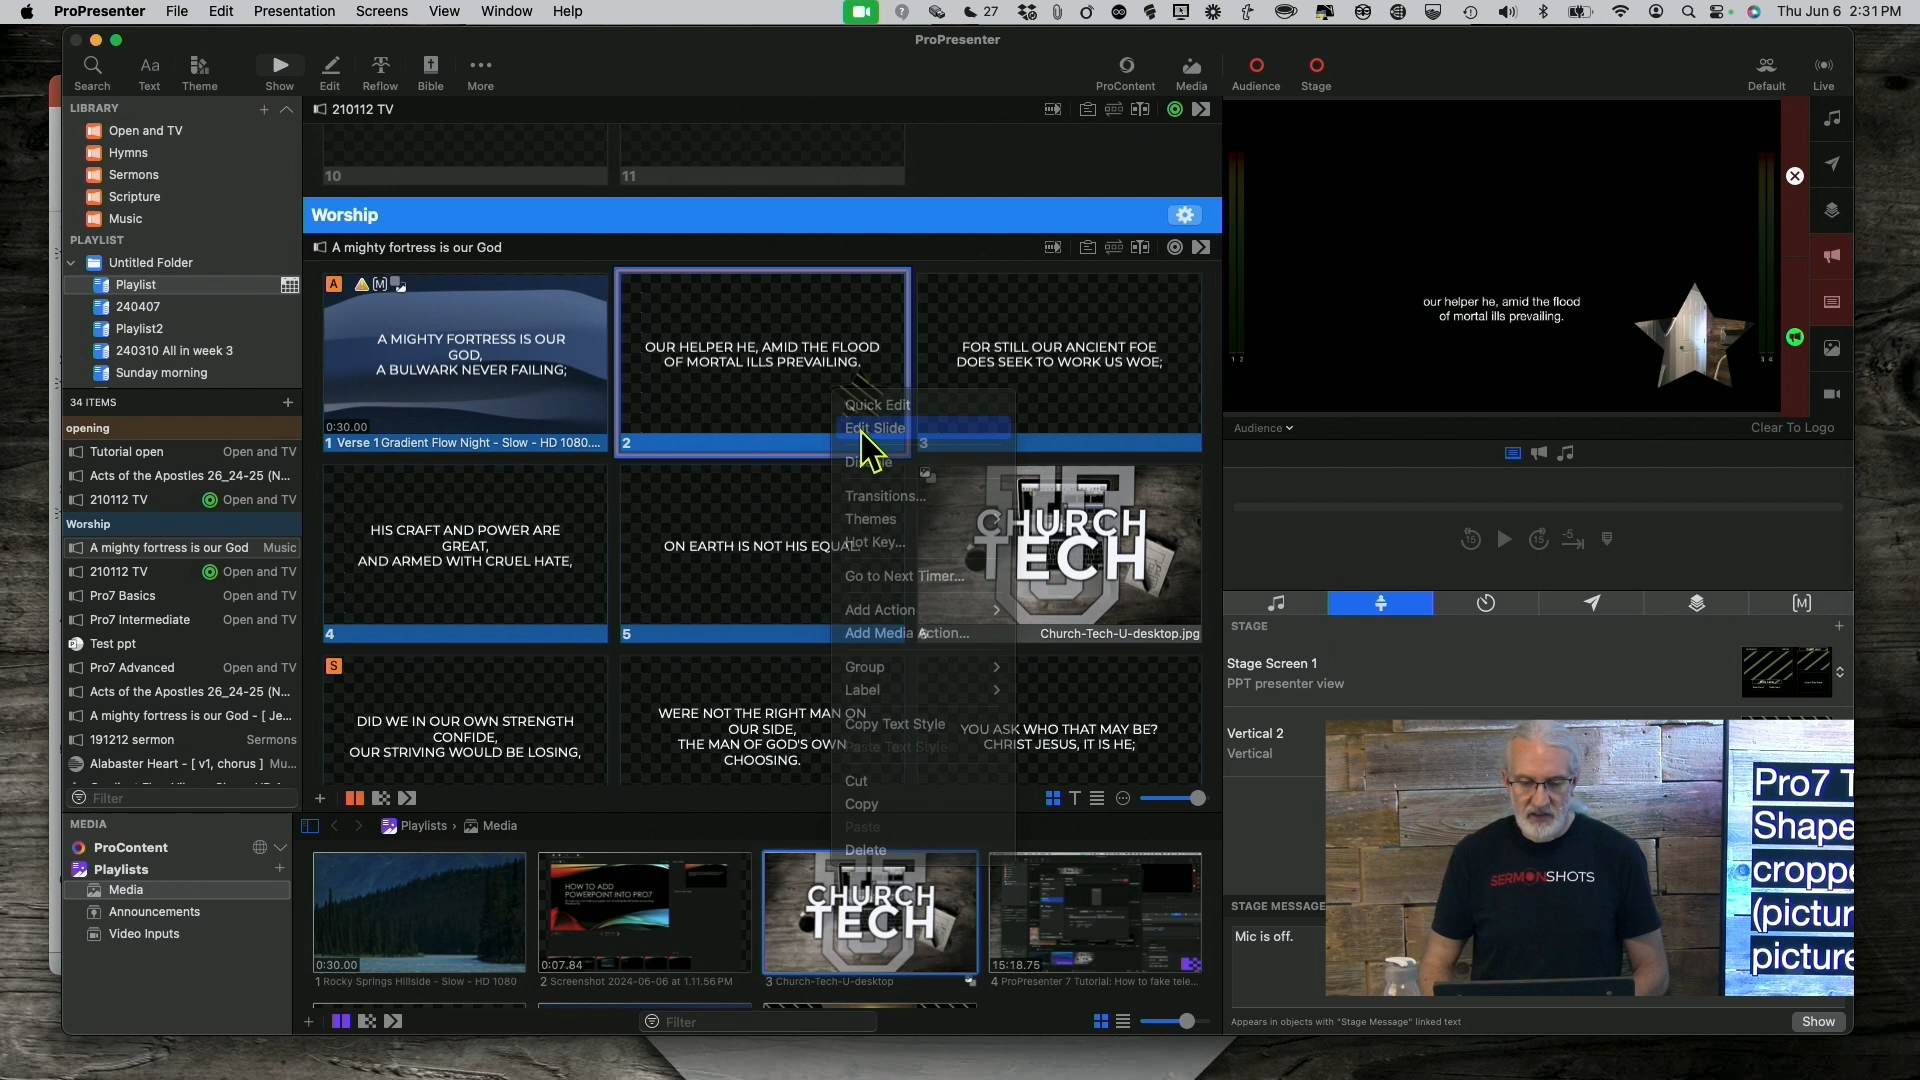 ProPresenter File Edit Presentation Screens View Window Help
27
Thu Jun 6 2:31 PM
ProPresenter
Search Text Theme Show Edit Reflow Bible More
ProContent Media Audience Stage
Default Live
LIBRARY
Open and TV
Hymns
Sermons
Scripture
Music
PLAYLIST
Untitled Folder
Playlist
240407
Playlist2
240310 All in week 3
Sunday morning
34 ITEMS
opening
Tutorial open Open and TV
Acts of the Apostles 26_24-25 (N...
210112 TV Open and TV
Worship
A mighty fortress is our God Music
210112 TV Open and TV
Pro7 Basics Open and TV
Pro7 Intermediate Open and TV
Test ppt
Pro7 Advanced Open and TV
Acts of the Apostles 26_24-25 (N...
A mighty fortress is our God - [ Je...
191212 sermon Sermons
Alabaster Heart - [ v1, chorus ] Mu...
Filter
MEDIA
ProContent
Playlists
Media
Announcements
Video Inputs
210112 TV
10
11
Worship
A mighty fortress is our God
A
[M]
A MIGHTY FORTRESS IS OUR
GOD,
A BULWARK NEVER FAILING;
0:30.00
1 Verse 1 Gradient Flow Night - Slow - HD 1080....
OUR HELPER HE, AMID THE FLOOD
OF MORTAL ILLS PREVAILING.
2
FOR STILL OUR ANCIENT FOE
DOES SEEK TO WORK US WOE;
3
HIS CRAFT AND POWER ARE
GREAT,
AND ARMED WITH CRUEL HATE,
4
ON EARTH IS NOT HIS EQUAL.
5
CHURCH
TECH
Church-Tech-U-desktop.jpg
S
DID WE IN OUR OWN STRENGTH
CONFIDE,
OUR STRIVING WOULD BE LOSING,
WERE NOT THE RIGHT MAN ON
OUR SIDE,
THE MAN OF GOD'S OWN
CHOOSING.
YOU ASK WHO THAT MAY BE?
CHRIST JESUS, IT IS HE;
Quick Edit
Edit Slide
Transitions...
Themes
Hot Key...
Go to Next Timer...
Add Action
Add Media Action...
Group
Label
Copy Text Style
Paste Text Style
Cut
Copy
Paste
Delete
Playlists › Media
0:30.00
1 Rocky Springs Hillside - Slow - HD 1080
HOW TO ADD
POWERPOINT INTO PRO7
0:07.84
2 Screenshot 2024-06-06 at 1.11.56 PM
CHURCH
TECH
3 Church-Tech-U-desktop
15:18.75
4 ProPresenter 7 Tutorial: How to fake tele...
Filter
our helper he, amid the flood
of mortal ills prevailing.
1 2
3 4
Audience
Clear To Logo
15
15
-5
[M]
STAGE
Stage Screen 1
PPT presenter view
Vertical 2
Vertical
STAGE MESSAGE
Mic is off.
SERMONSHOTS
Pro7
Shape
Appears in objects with "Stage Message" linked text
Show